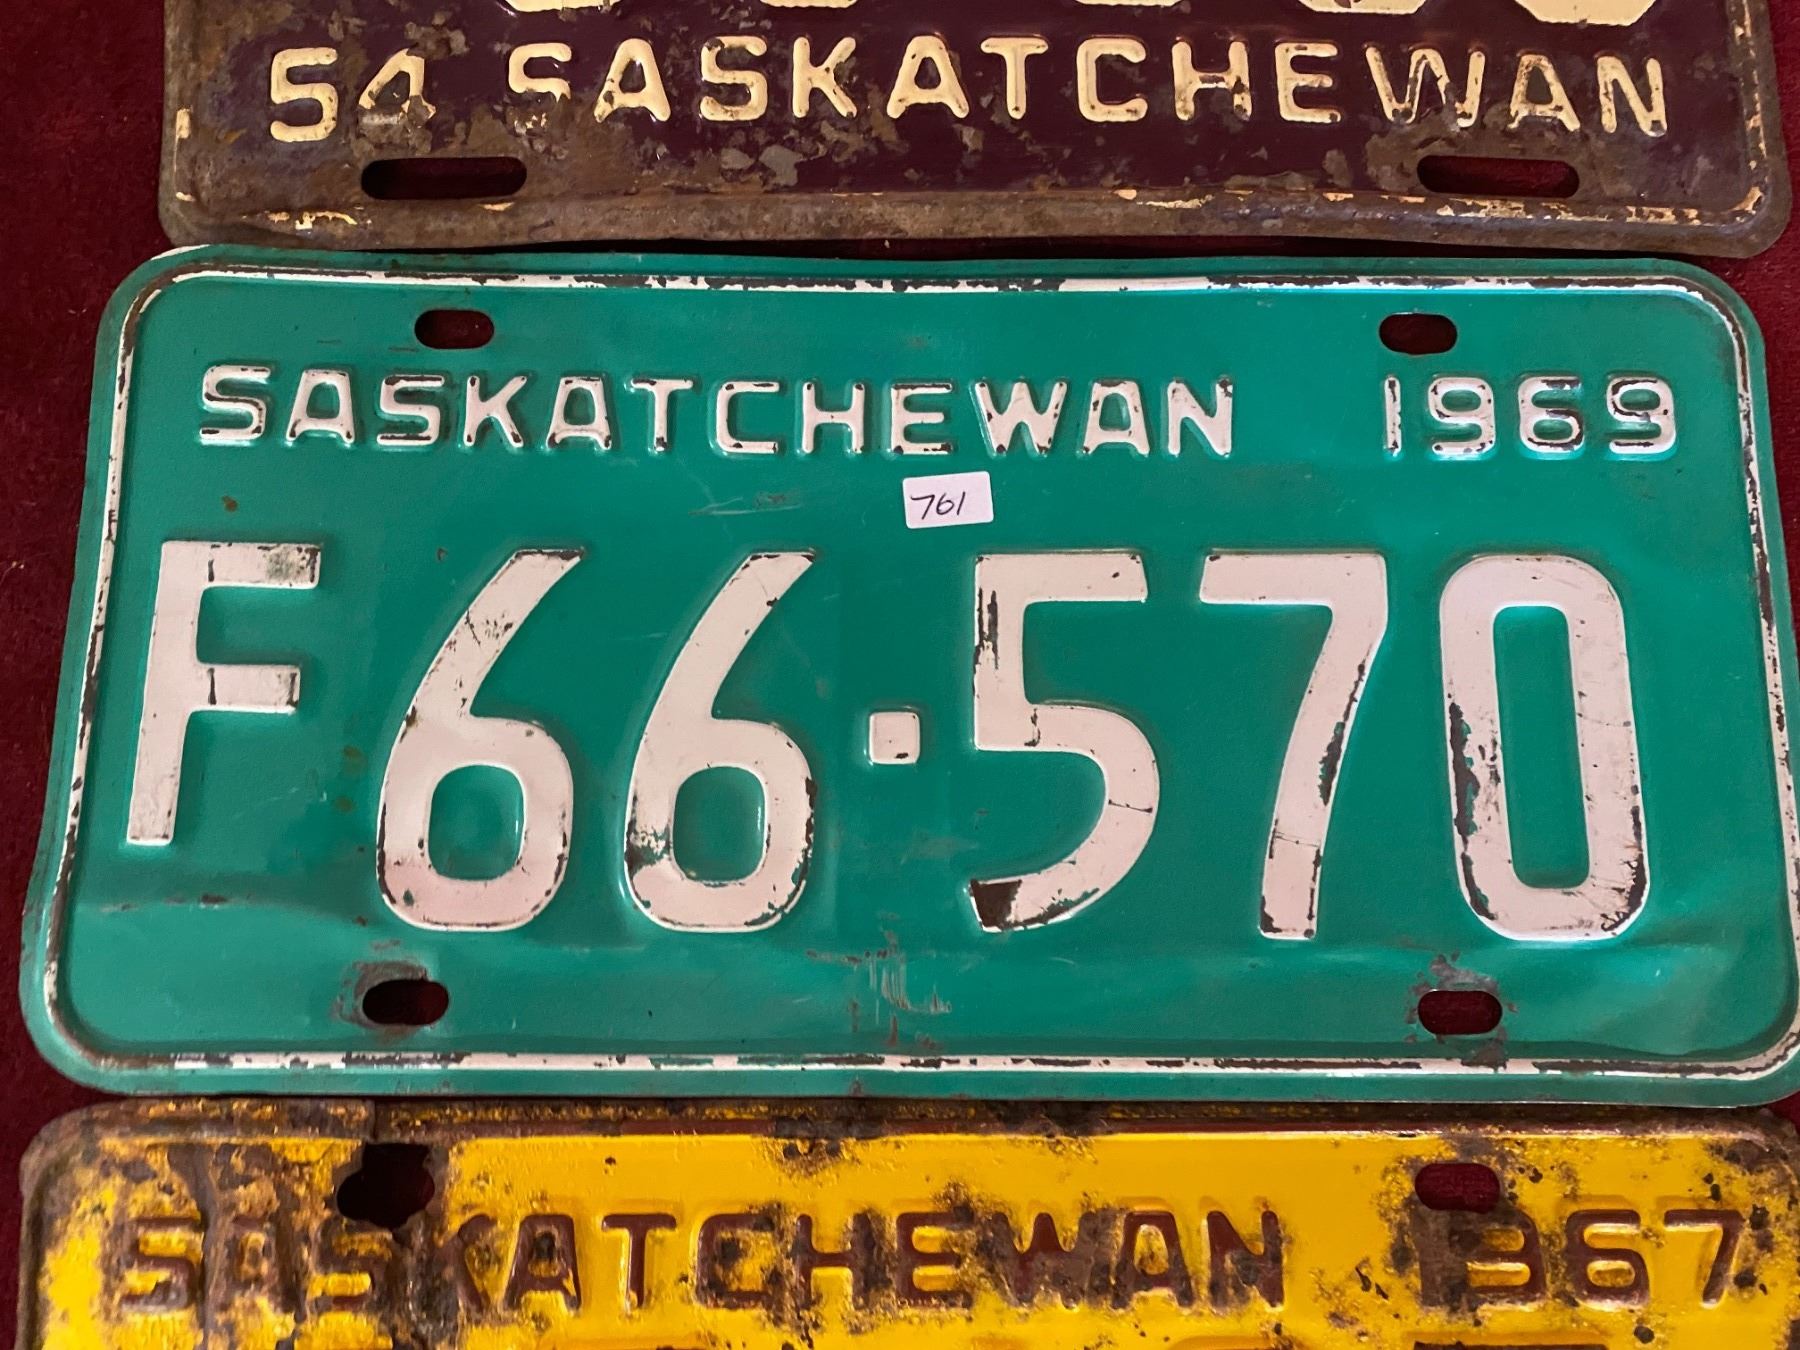 54 SASKATCHEWAN
SASKATCHEWAN 1969
761
F66·570
SASKATCHEWAN 1967